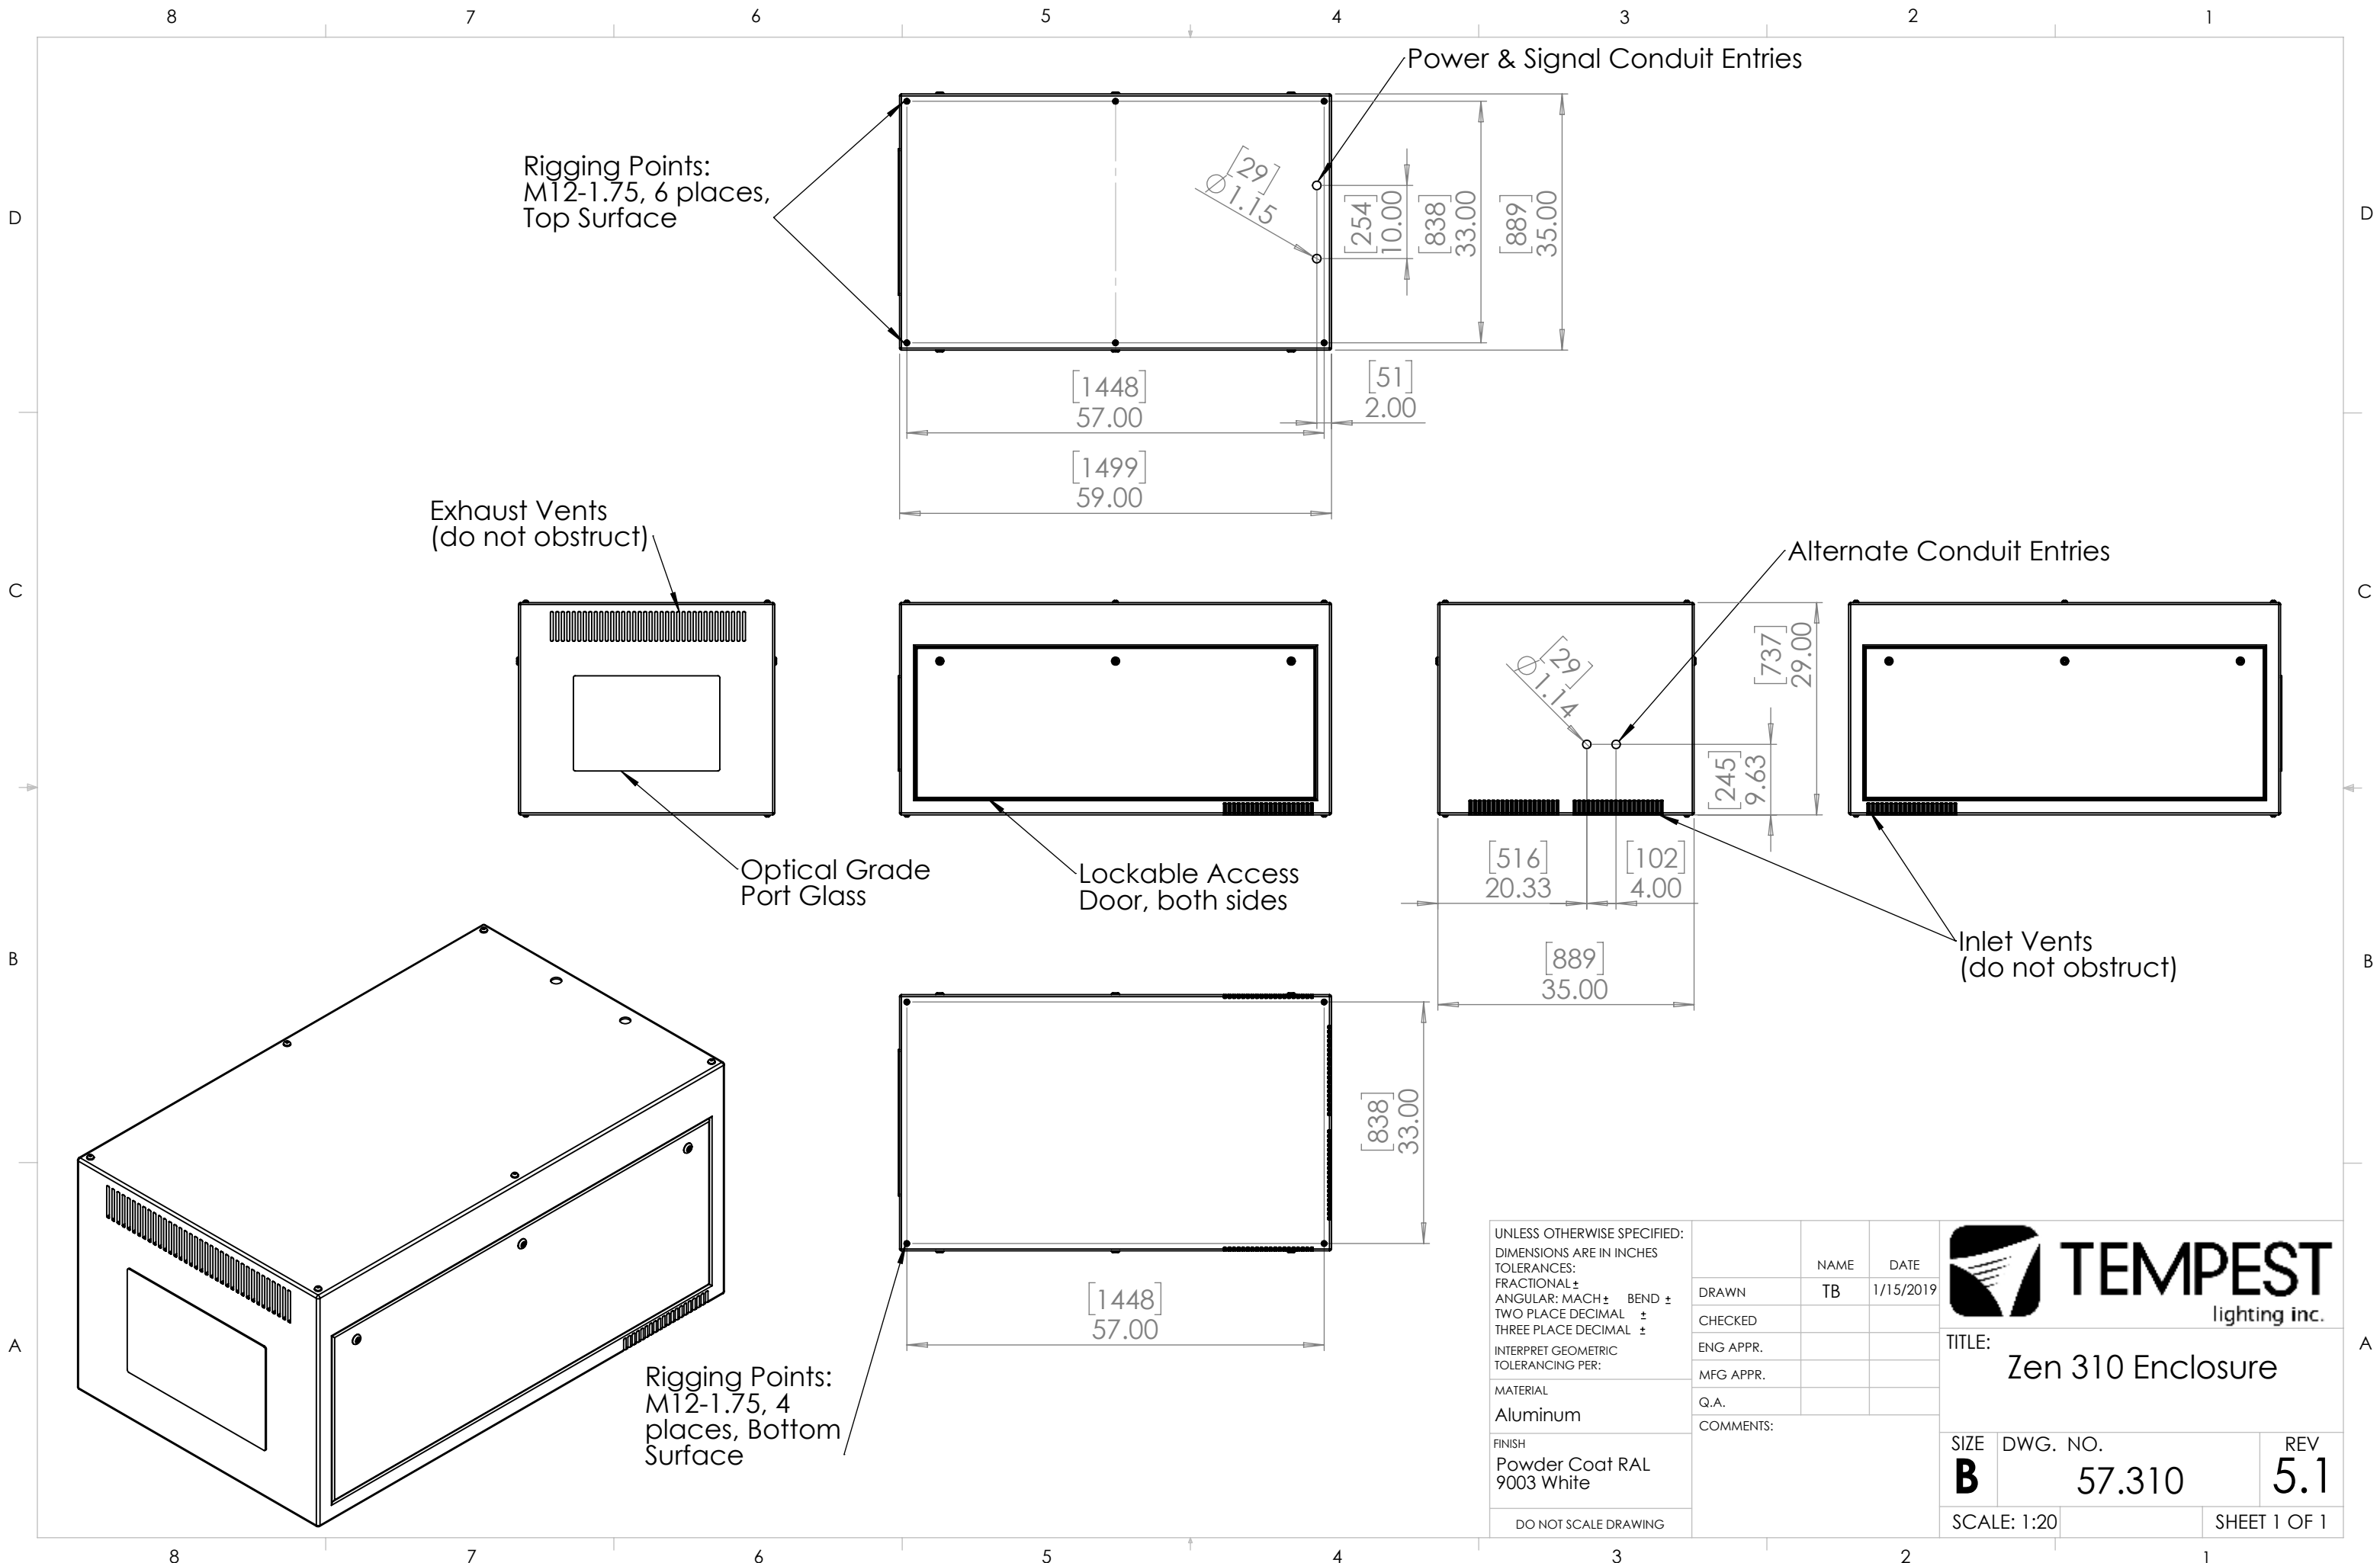 8 7 6 5 4 3 2 1
Power & Signal Conduit Entries
Rigging Points:
M12-1.75, 6 places,
Top Surface
[29]
∅ 1.15
[254]
10.00
[838]
33.00
[889]
35.00
[1448]
57.00
[51]
2.00
[1499]
59.00
D D
Exhaust Vents
(do not obstruct)
Alternate Conduit Entries
C C
[29]
∅1.14
[737]
29.00
[245]
9.63
[516]
20.33
[102]
4.00
[889]
35.00
Optical Grade
Port Glass
Lockable Access
Door, both sides
Inlet Vents
(do not obstruct)
B B
[838]
33.00
[1448]
57.00
Rigging Points:
M12-1.75, 4
places, Bottom
Surface
A A
UNLESS OTHERWISE SPECIFIED:
DIMENSIONS ARE IN INCHES
TOLERANCES:
FRACTIONAL ±
ANGULAR: MACH ± BEND ±
TWO PLACE DECIMAL ±
THREE PLACE DECIMAL ±
INTERPRET GEOMETRIC
TOLERANCING PER:
MATERIAL
Aluminum
FINISH
Powder Coat RAL
9003 White
DO NOT SCALE DRAWING
NAME DATE
DRAWN TB 1/15/2019
CHECKED
ENG APPR.
MFG APPR.
Q.A.
COMMENTS:
TEMPEST
lighting inc.
TITLE:
Zen 310 Enclosure
SIZE DWG. NO. REV
B 57.310 5.1
SCALE: 1:20 SHEET 1 OF 1
8 7 6 5 4 3 2 1